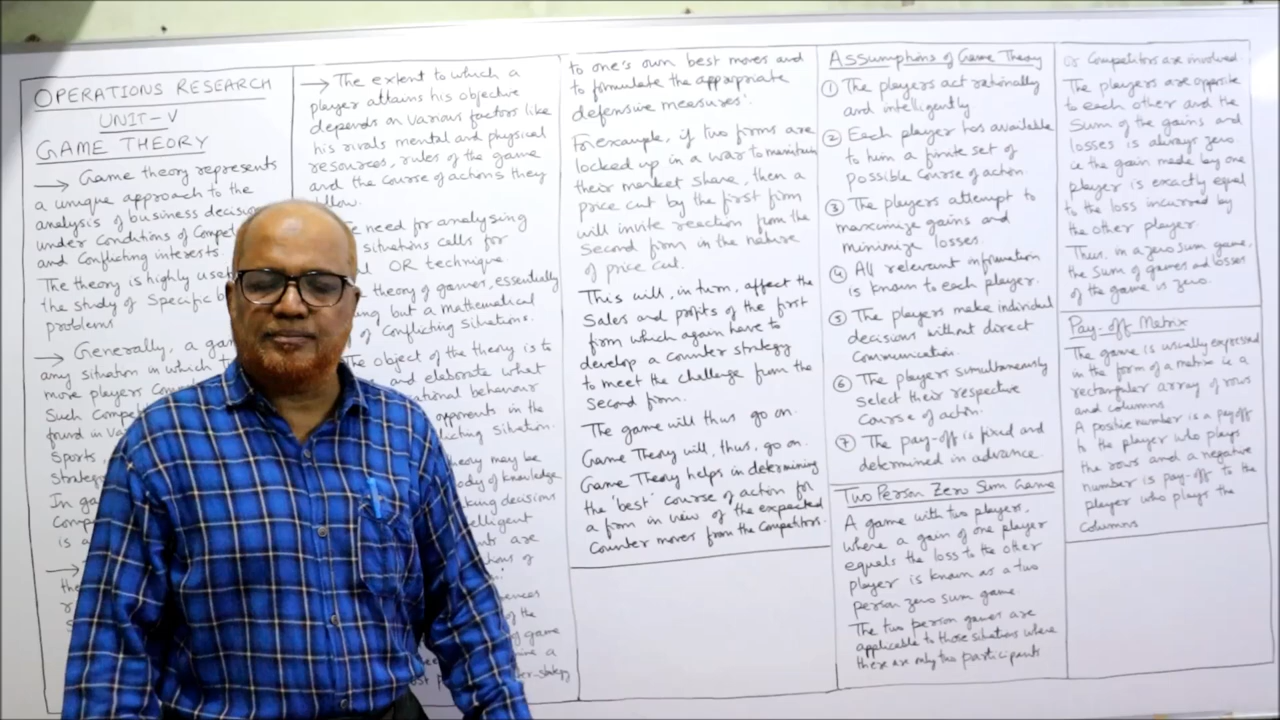 OPERATIONS RESEARCH
UNIT-V
GAME THEORY
→ Game theory represents
a unique approach to the
analysis of business decision
under Conditions of
and Conflicting interests.
The theory is highly
the study of Specific
problems
→ Generally, a
any situation in which
more players
Such
found in
Sports
In
is a
→
→ The extent to which a
player attains his objective
depends on various factors like
his rivals mental and physical
resources, rules of the game
and the course of actions they
need for analysing
situations calls for
OR technique.
theory of games, essentially
but a mathematical
of 'Conflicting Situations.
The object of the theory is to
and elaborate what
behaviour
opponents in the
situation.
may be
body of knowledge
decisions
are
of the
of game
to one's own best moves and
to formulate the appropriate
defensive measures'.
For example, if two firms are
locked up in a war to maintain
their market share, then a
price cut by the first firm
will invite reaction from the
Second firm in the nature
of price cut.
This will, in turn, affect the
Sales and profits of the first
firm which again have to
develop a counter strategy
to meet the challenge from the
Second firm.
The game will thus go on.
Game Theory will, thus, go on.
Game Theory helps in determining
the 'best' course of action for
a firm in view of the expected
Counter moves from the Competitors.
Assumptions of Game Theory
① The players act rationally
and intelligently
② Each player has available
to him a finite set of
possible course of action.
③ The players attempt to
maximize gains and
minimize losses.
④ All relevant information
is known to each player.
⑤ The players make individual
decisions without direct
Communication.
⑥ The players simultaneously
select their respective
Course of action.
⑦ The pay-off is fixed and
determined in advance.
Two Person Zero Sum Game
A game with two players,
where a gain of one player
equals the loss to the other
player is known as a two
person zero sum game.
The two person games are
applicable to those situations where
there are only two participants
or Competitors are involved.
The players are opposite
to each other and the
Sum of the gains and
losses is always zero
i.e the gain made by one
player is exactly equal
to the loss incurred by
the other player.
Thus, in a zero sum game,
the sum of games and losses
of the game is zero.
Pay-off Matrix
The game is usually expressed
in the form of a matrix i.e a
rectangular array of rows
and columns
A postive number is a pay-off
to the player who plays
the rows and a negative
number is pay-off to the
player who plays the
Columns